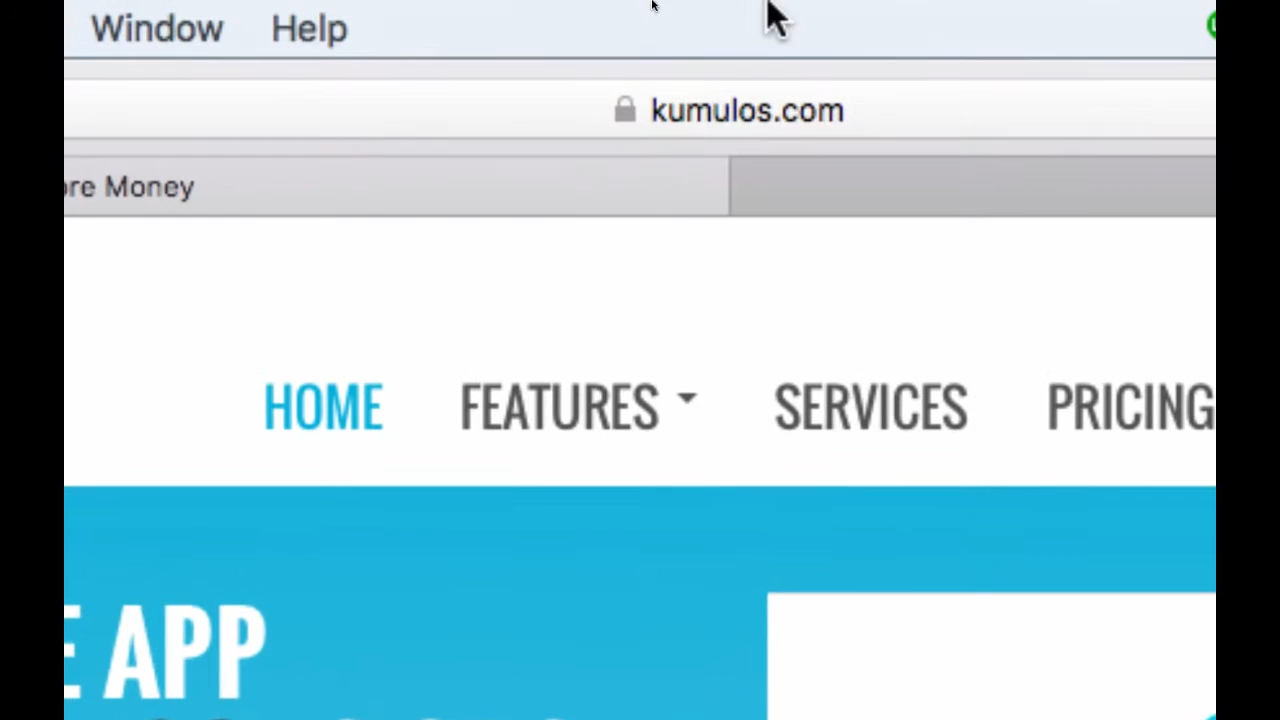 Window Help
kumulos.com
ore Money
HOME FEATURES SERVICES PRICING
E APP